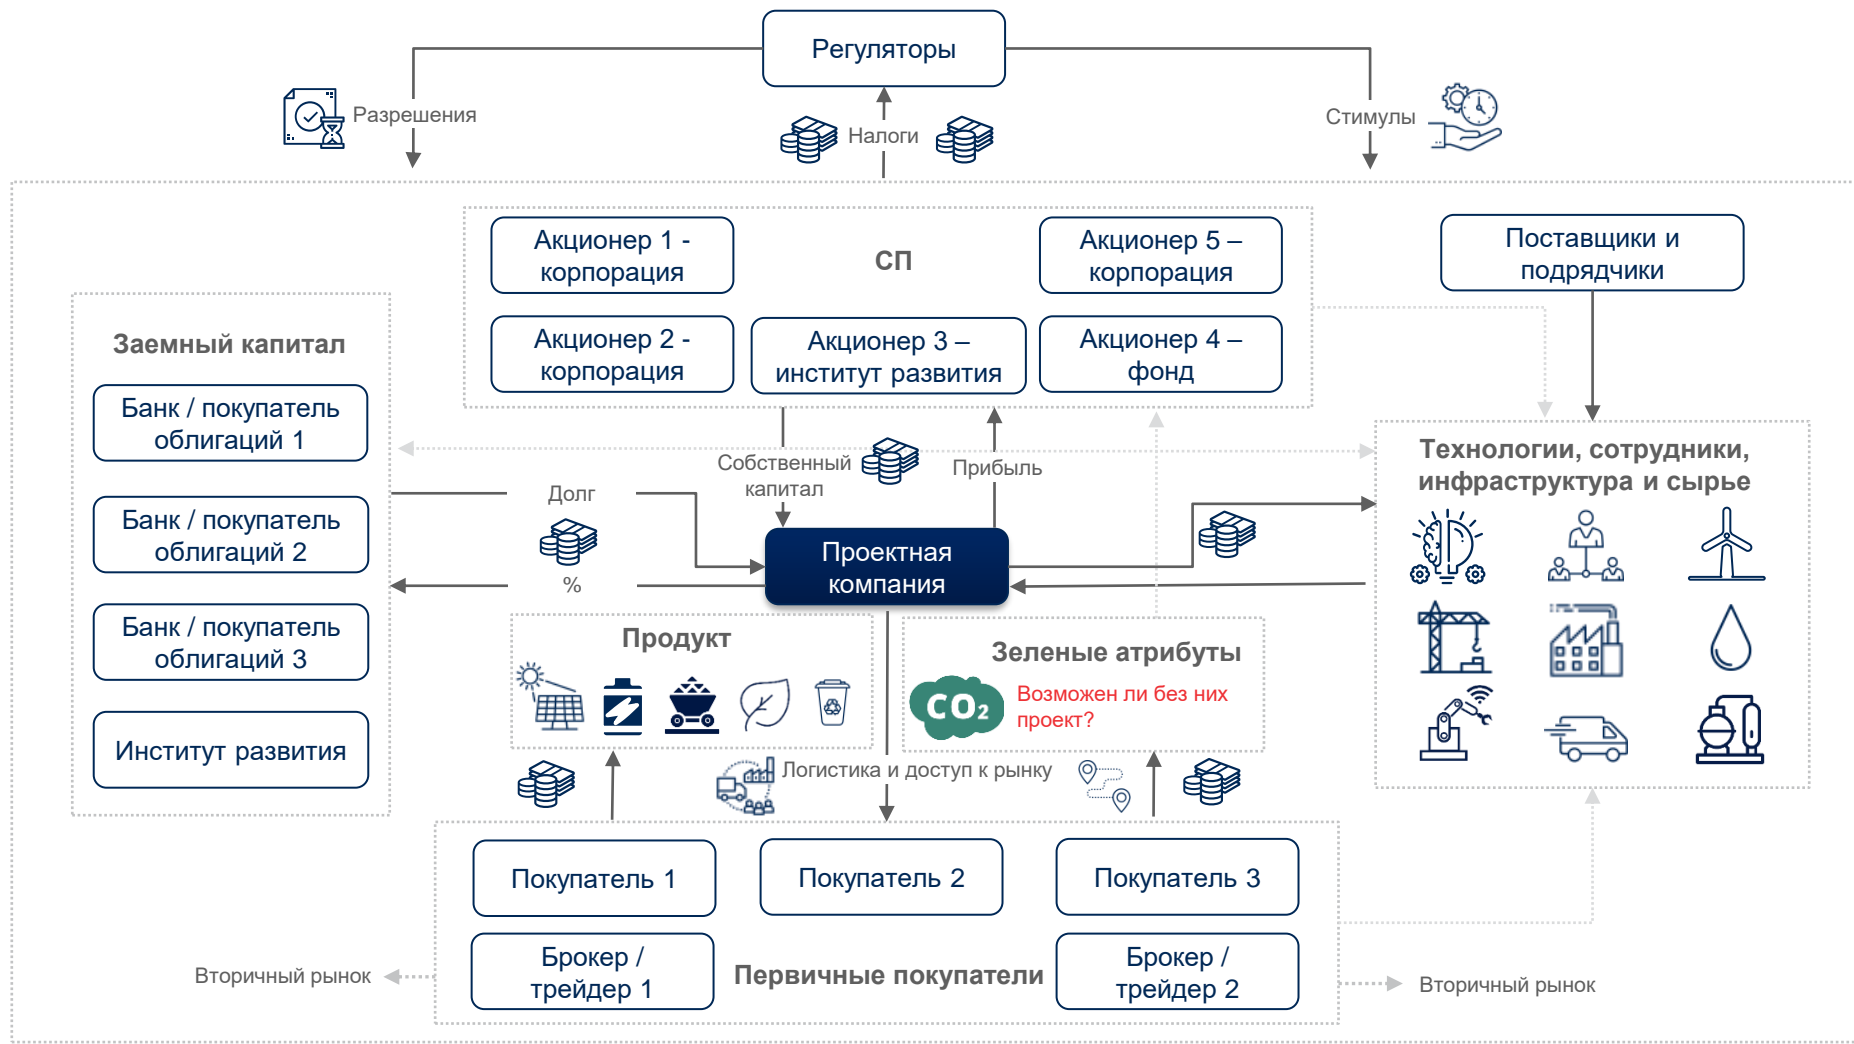 Регуляторы
Разрешения
Налоги
Стимулы
Акционер 1 -
корпорация
СП
Акционер 5 –
корпорация
Поставщики и
подрядчики
Акционер 2 -
корпорация
Акционер 3 –
институт развития
Акционер 4 –
фонд
Заемный капитал
Банк / покупатель
облигаций 1
Банк / покупатель
облигаций 2
Банк / покупатель
облигаций 3
Институт развития
Долг
%
Собственный
капитал
Прибыль
Проектная
компания
Технологии, сотрудники,
инфраструктура и сырье
Продукт
Зеленые атрибуты
CO2
Возможен ли без них
проект?
Логистика и доступ к рынку
Покупатель 1
Покупатель 2
Покупатель 3
Брокер /
трейдер 1
Первичные покупатели
Брокер /
трейдер 2
Вторичный рынок
Вторичный рынок